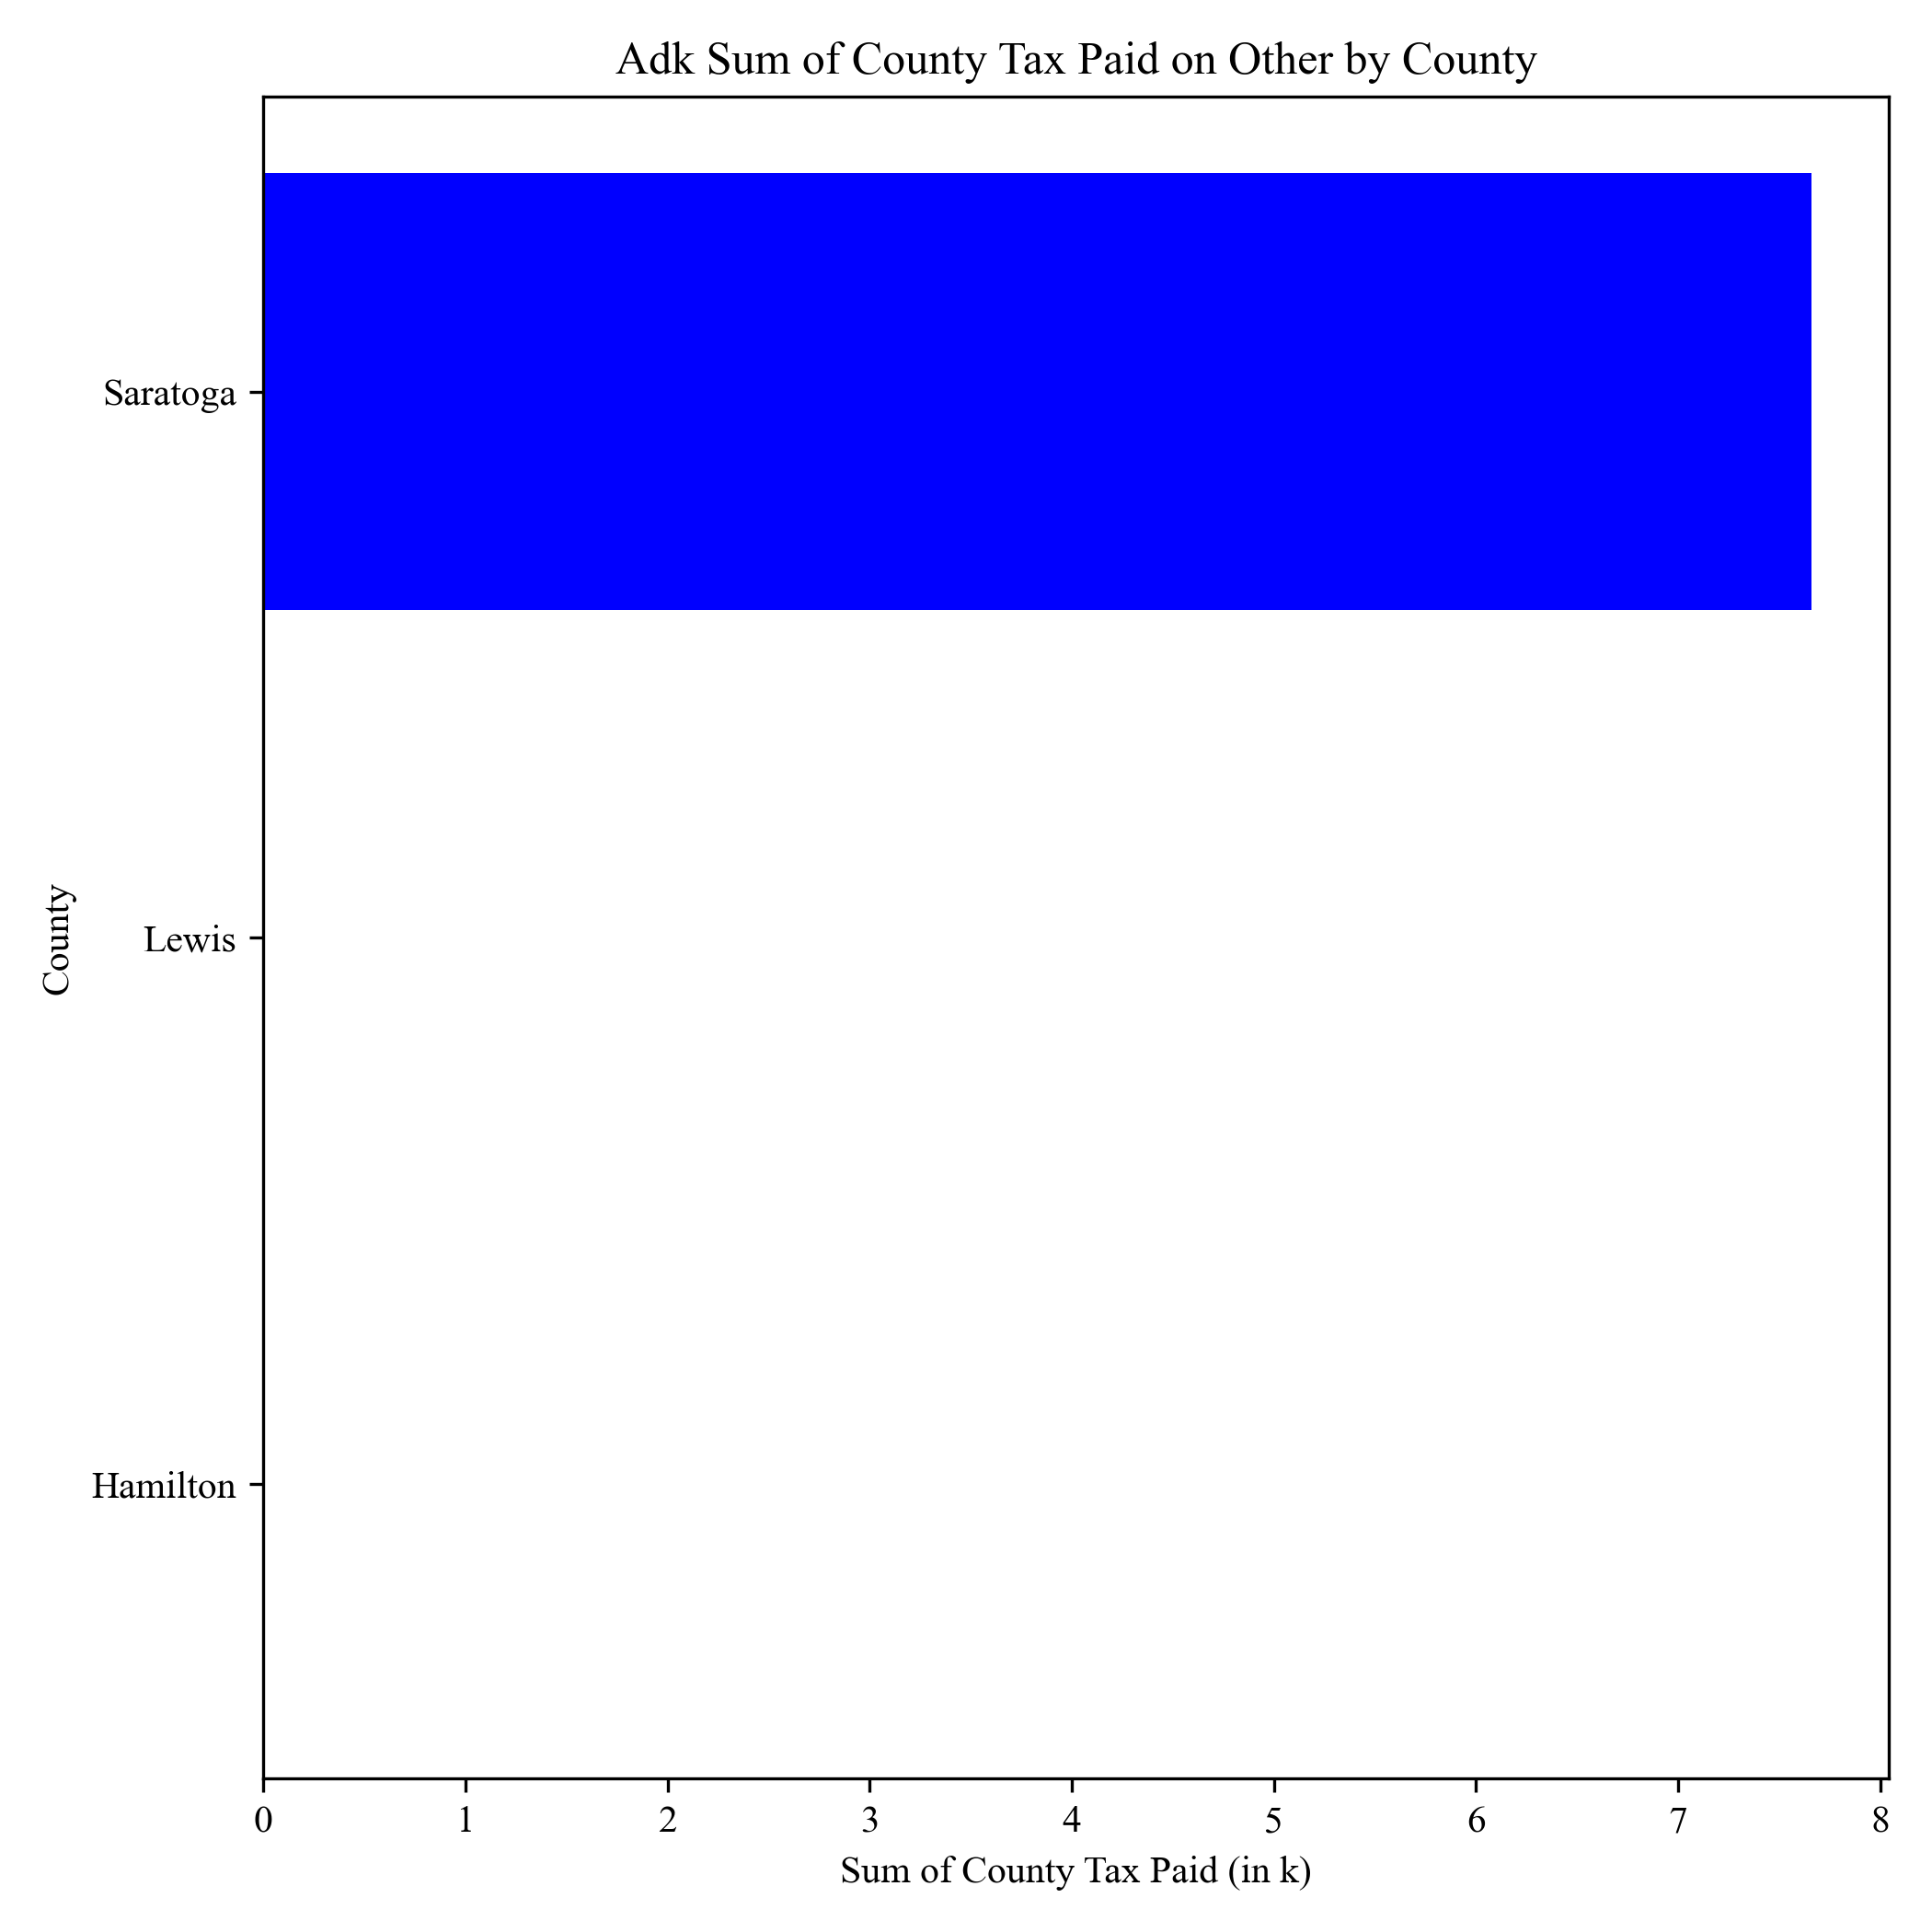 Adk Sum of County Tax Paid on Other by County
Saratoga
Lewis
Hamilton
County
0 1 2 3 4 5 6 7 8
Sum of County Tax Paid (in k)